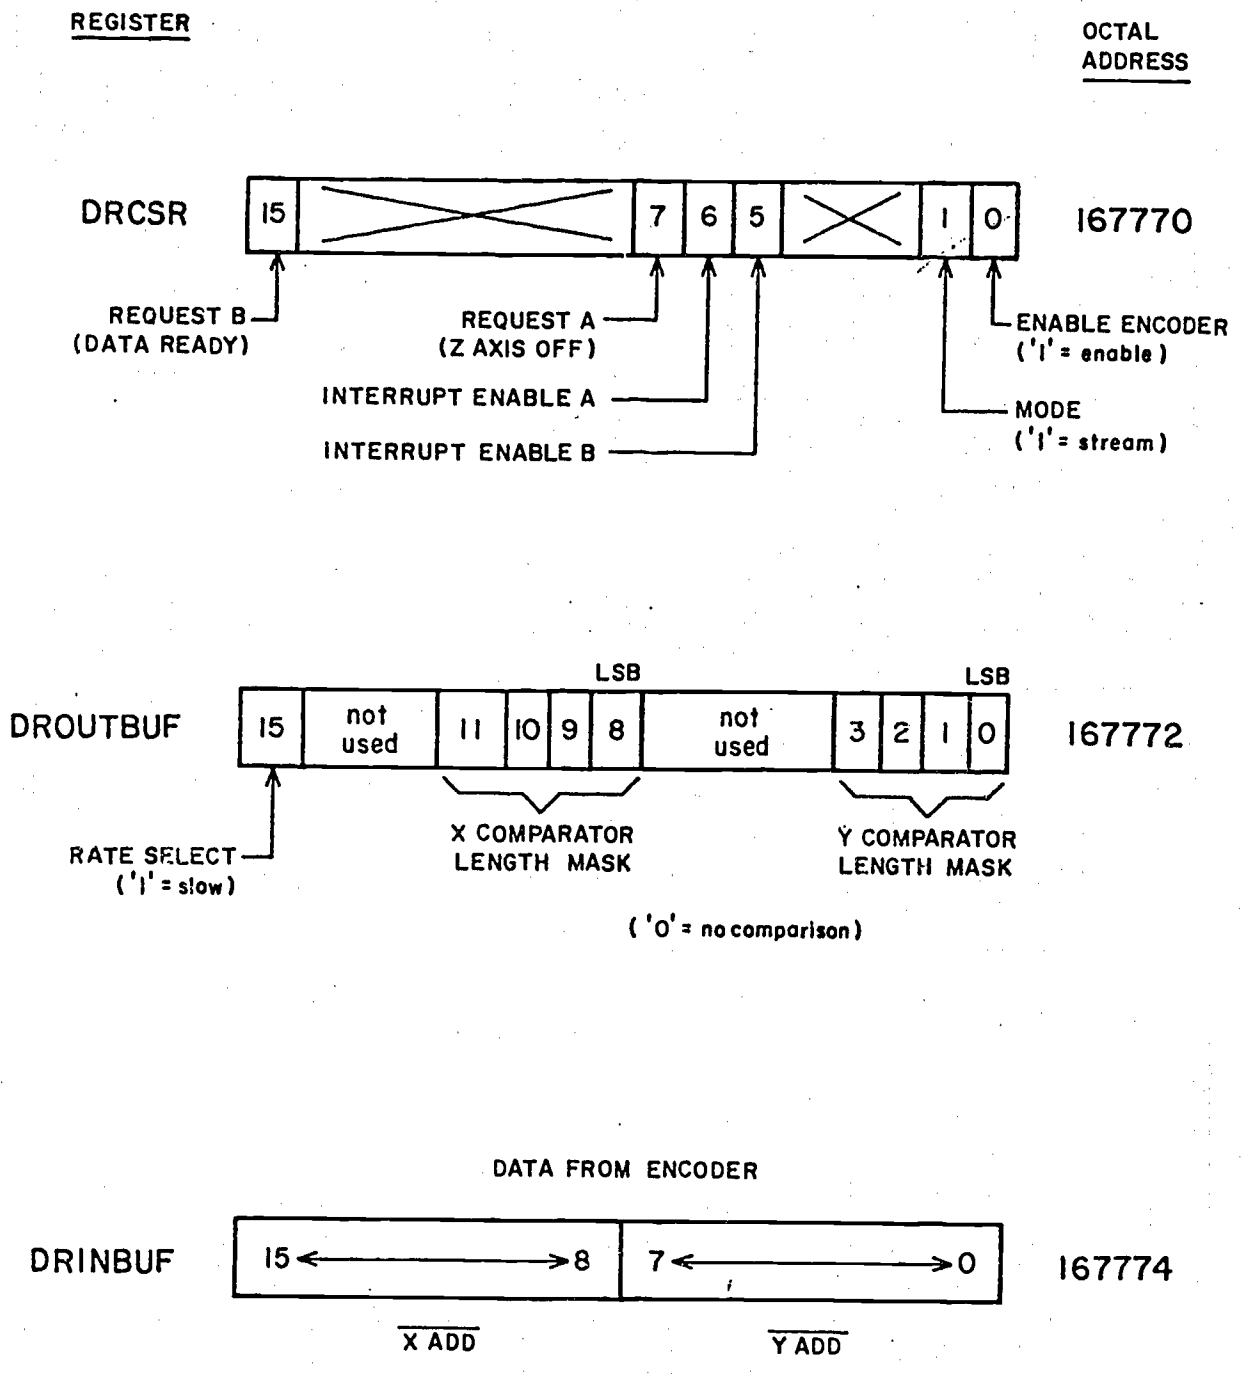 REGISTER
OCTAL
ADDRESS
DRCSR
15
7
6
5
1
0
167770
REQUEST B
(DATA READY)
REQUEST A
(Z AXIS OFF)
INTERRUPT ENABLE A
INTERRUPT ENABLE B
ENABLE ENCODER
('1' = enable)
MODE
('1' = stream)
LSB
LSB
DROUTBUF
15
not
used
11
10
9
8
not
used
3
2
1
0
167772
RATE SELECT
('1' = slow)
X COMPARATOR
LENGTH MASK
Y COMPARATOR
LENGTH MASK
('0' = no comparison)
DATA FROM ENCODER
DRINBUF
15
8
7
0
167774
X ADD
Y ADD